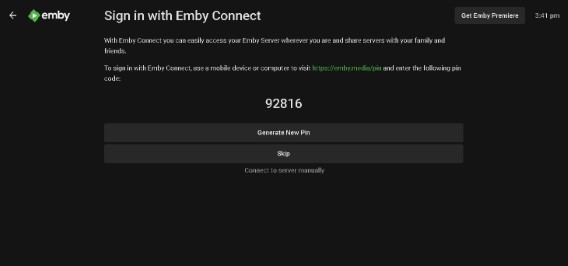 emby
Sign in with Emby Connect
Get Emby Premiere
3:41 pm
With Emby Connect you can easily access your Emby Server wherever you are and share servers with your family and
friends.
To sign in with Emby Connect, use a mobile device or computer to visit https://emby.media/pin and enter the following pin
code:
92816
Generate New Pin
Skip
Connect to server manually